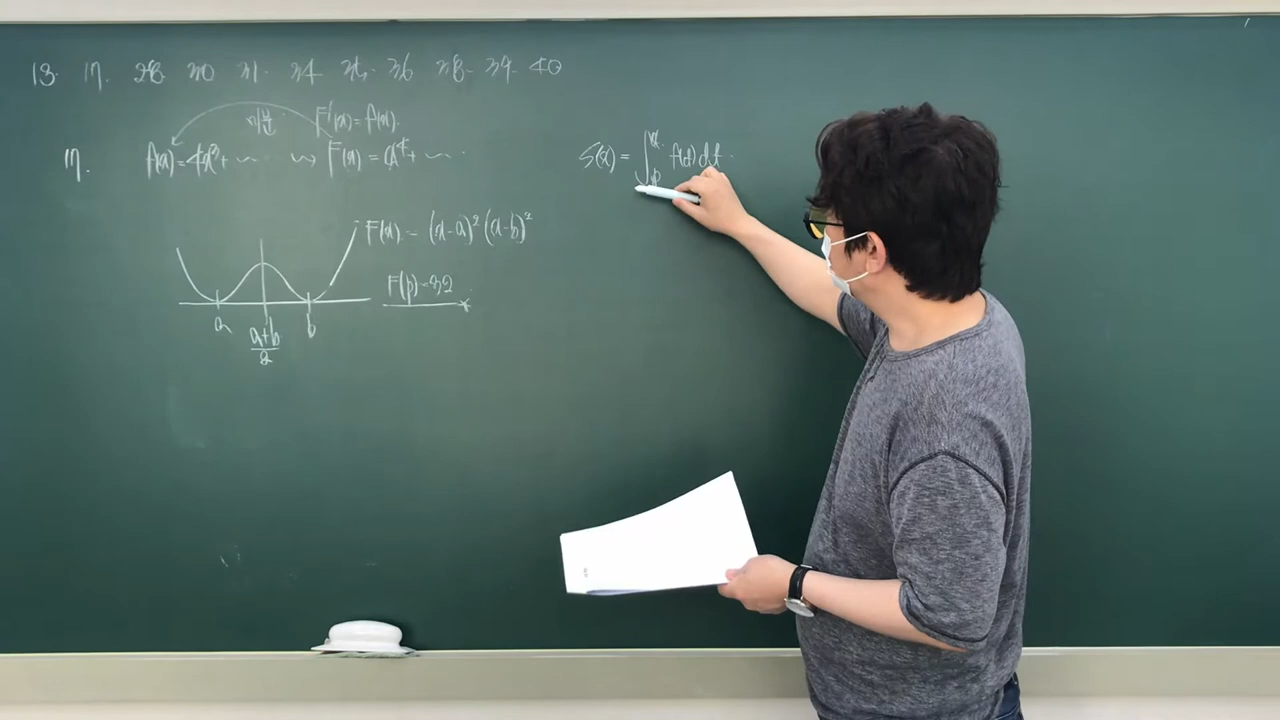 13. 17. 28. 30 31. 34 35. 36 38. 39. 40
미분 F'(x) = f(x).
17. f(x) = 4x³ + ⋯ ⇝ F(x) = x⁴ + ⋯
S(x) = ∫ₚˣ f(t) dt.
F(x) = (x-a)² (x-b)²
F(p) = 32
a b
a+b
2